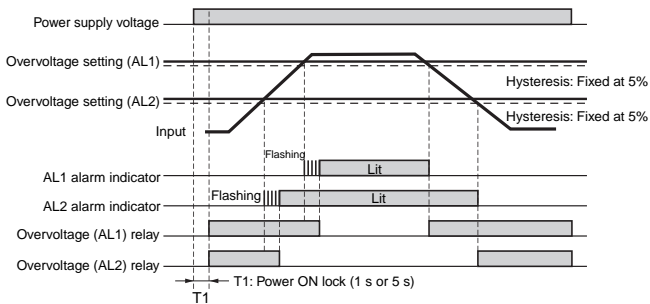 Power supply voltage
Overvoltage setting (AL1)
Hysteresis: Fixed at 5%
Overvoltage setting (AL2)
Hysteresis: Fixed at 5%
Input
Flashing
AL1 alarm indicator
Lit
Flashing
AL2 alarm indicator
Lit
Overvoltage (AL1) relay
Overvoltage (AL2) relay
T1: Power ON lock (1 s or 5 s)
T1